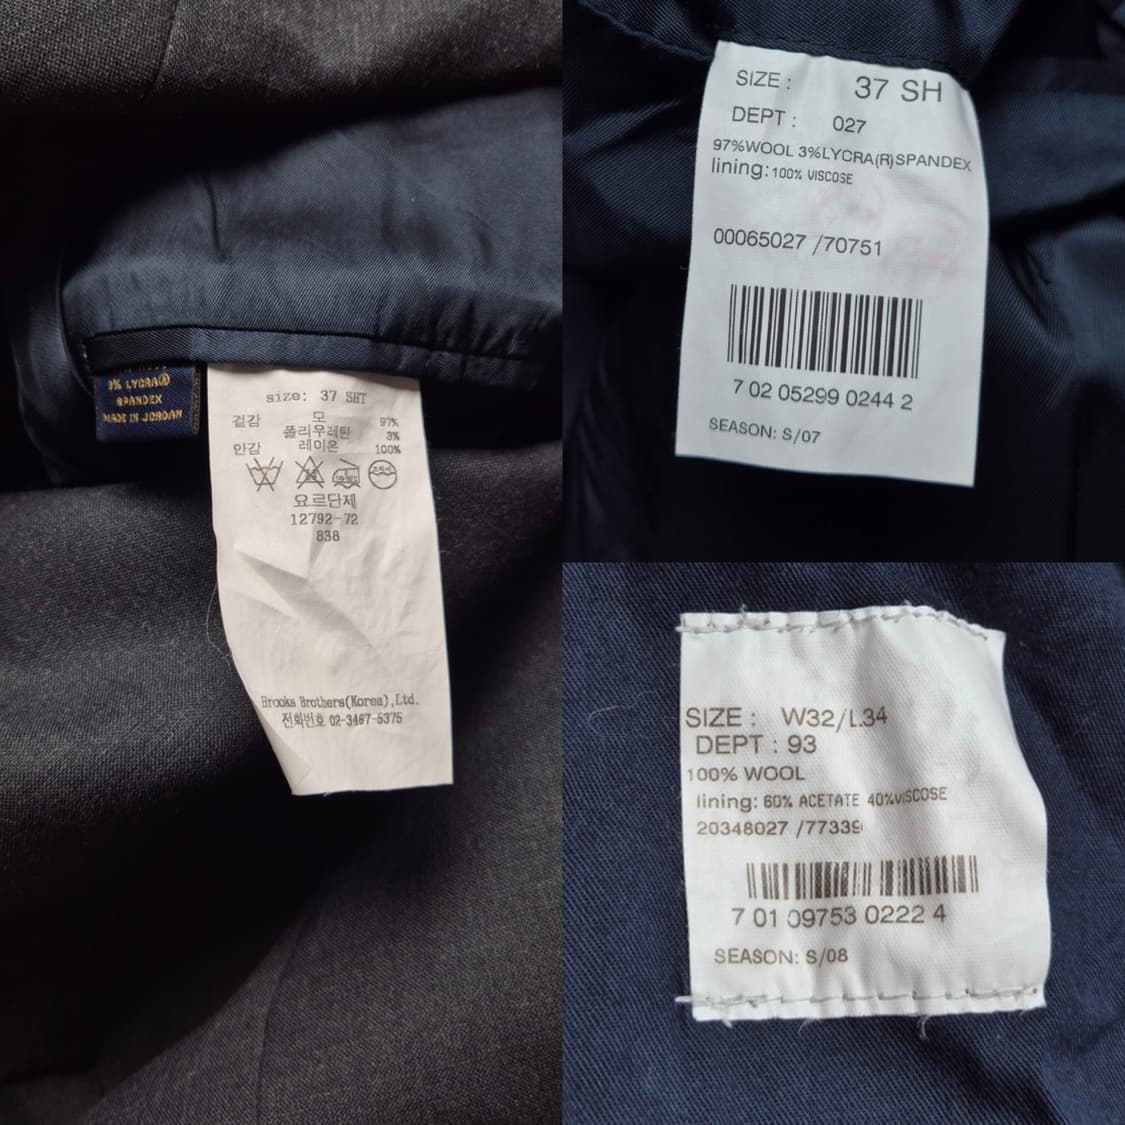 3% LYCRA®
SPANDEX
MADE IN JORDAN
size: 37 SHT
겉감 모 97%
폴리우레탄 3%
안감 레이온 100%
요르단제
12792-72
838
Brooks Brothers(Korea),Ltd.
전화번호 02-3467-5375
SIZE : 37 SH
DEPT : 027
97%WOOL 3%LYCRA(R)SPANDEX
lining: 100% VISCOSE
00065027 /70751
7 02 05299 0244 2
SEASON: S/07
SIZE : W32/L34
DEPT : 93
100% WOOL
lining: 60% ACETATE 40%VISCOSE
20348027 /77339
7 01 09753 0222 4
SEASON: S/08